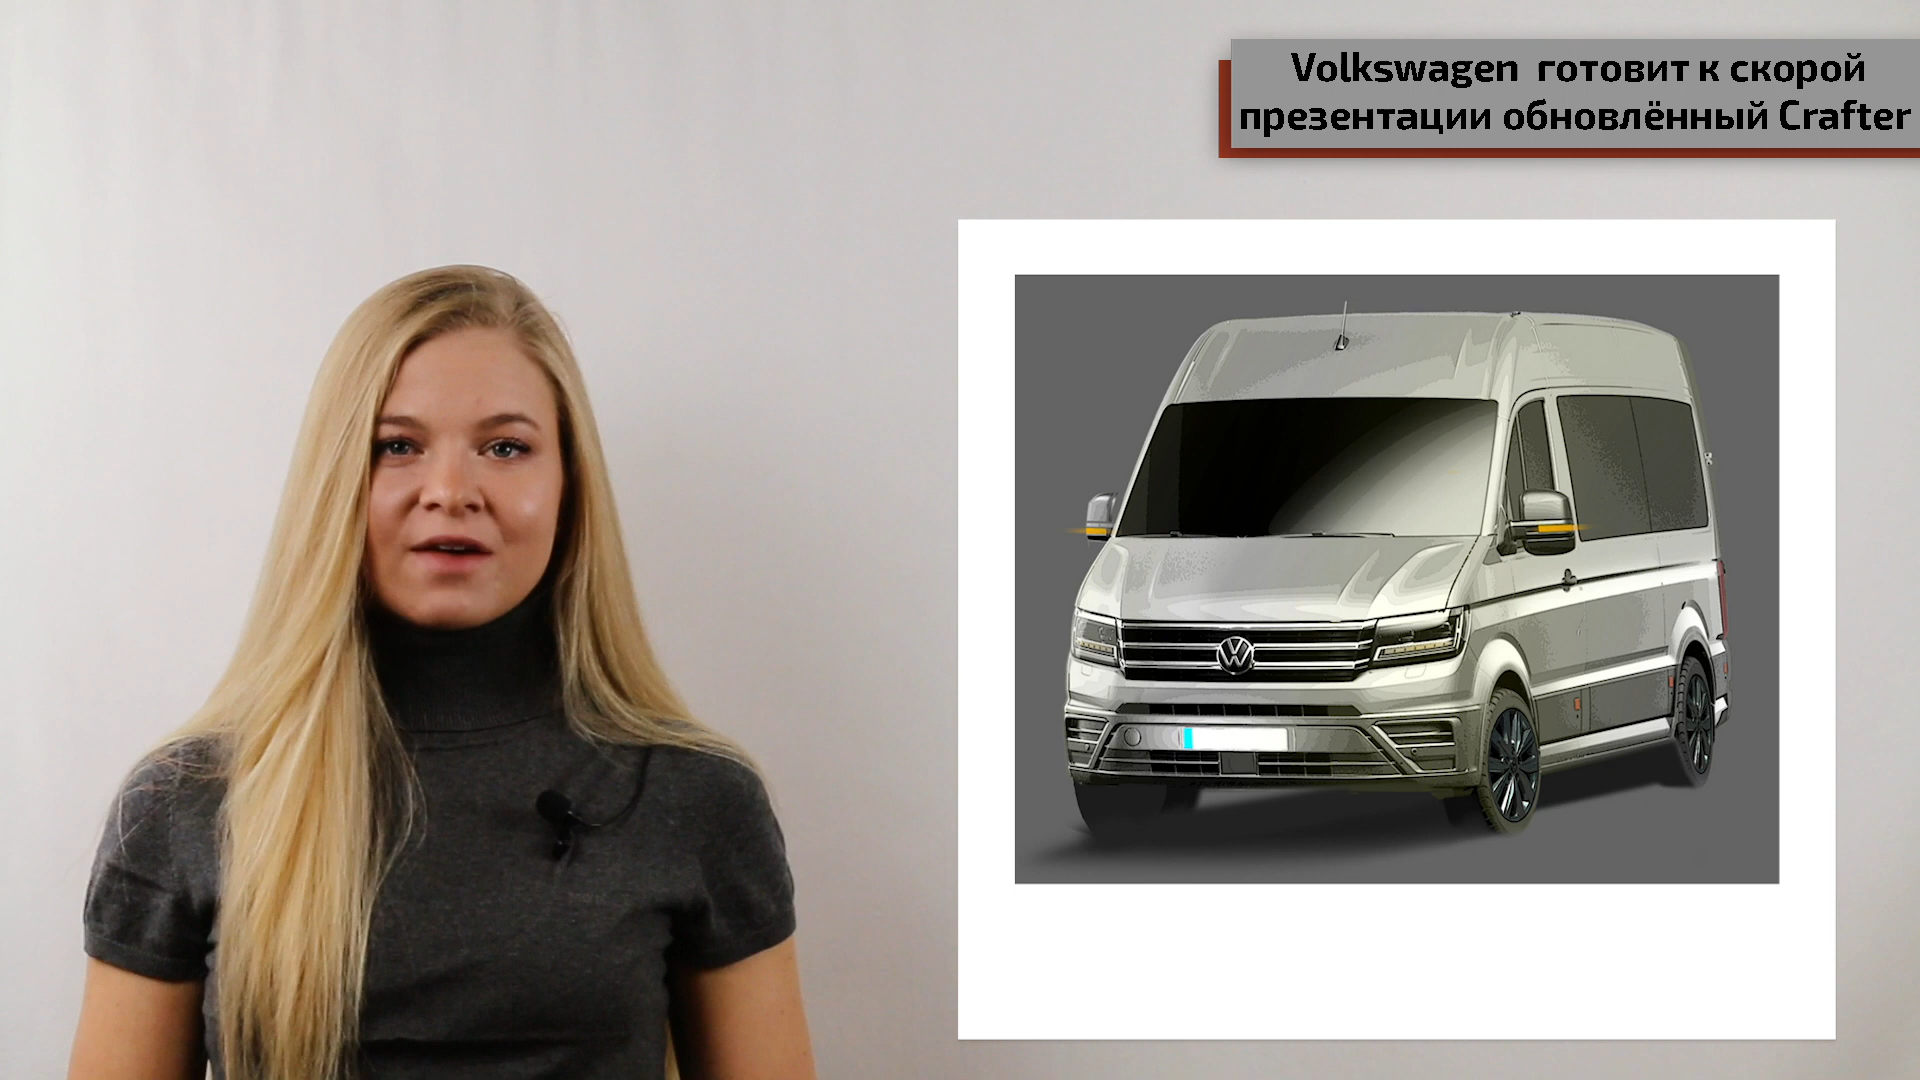 Volkswagen готовит к скорой
презентации обновлённый Crafter